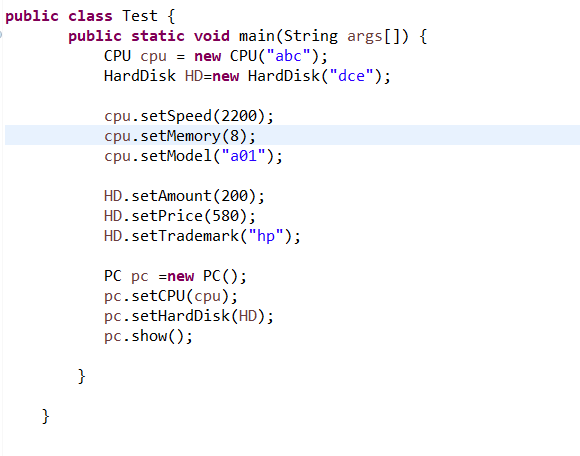 public class Test {
public static void main(String args[]) {
CPU cpu = new CPU("abc");
HardDisk HD=new HardDisk("dce");
cpu.setSpeed(2200);
cpu.setMemory(8);
cpu.setModel("a01");
HD.setAmount(200);
HD.setPrice(580);
HD.setTrademark("hp");
PC pc =new PC();
pc.setCPU(cpu);
pc.setHardDisk(HD);
pc.show();
}
}